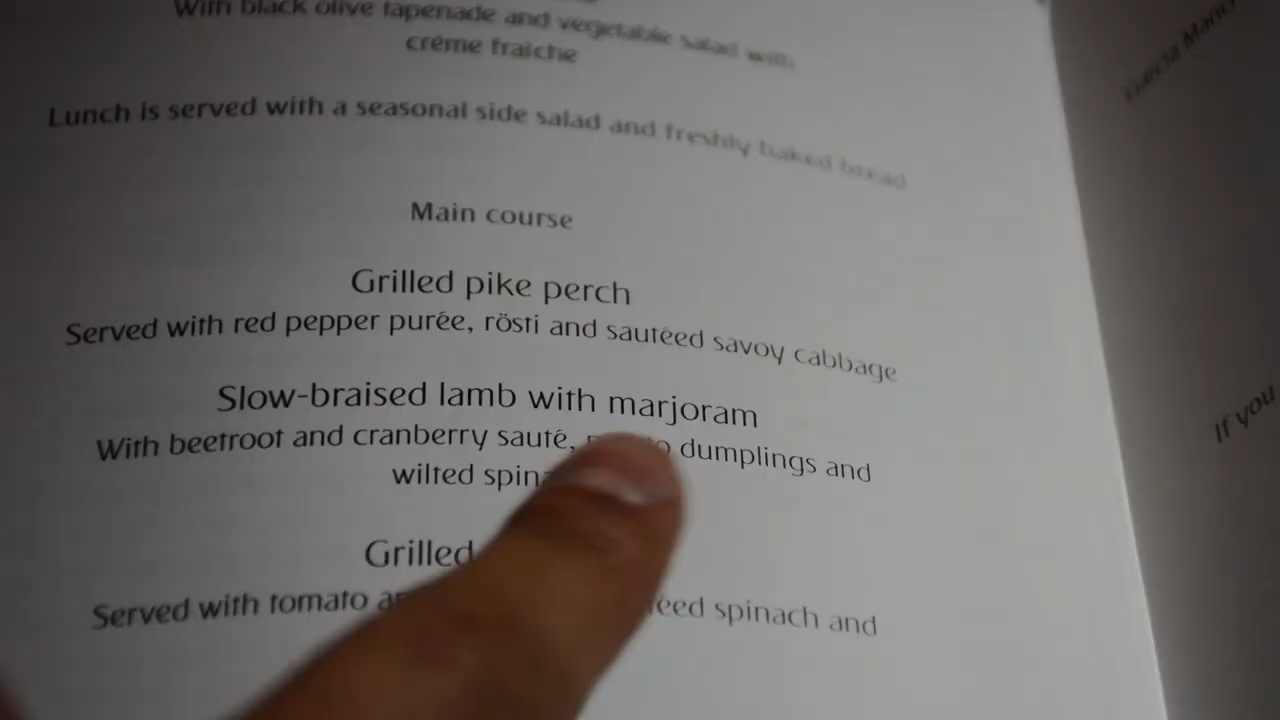 With black olive tapenade and vegetable salad with
créme fraiche
Lunch is served with a seasonal side salad and freshly baked bread
Main course
Grilled pike perch
Served with red pepper purée, rösti and sautéed savoy cabbage
Slow-braised lamb with marjoram
With beetroot and cranberry sauté, dumplings and
wilted
Grilled
Served with tomato spinach and
If you